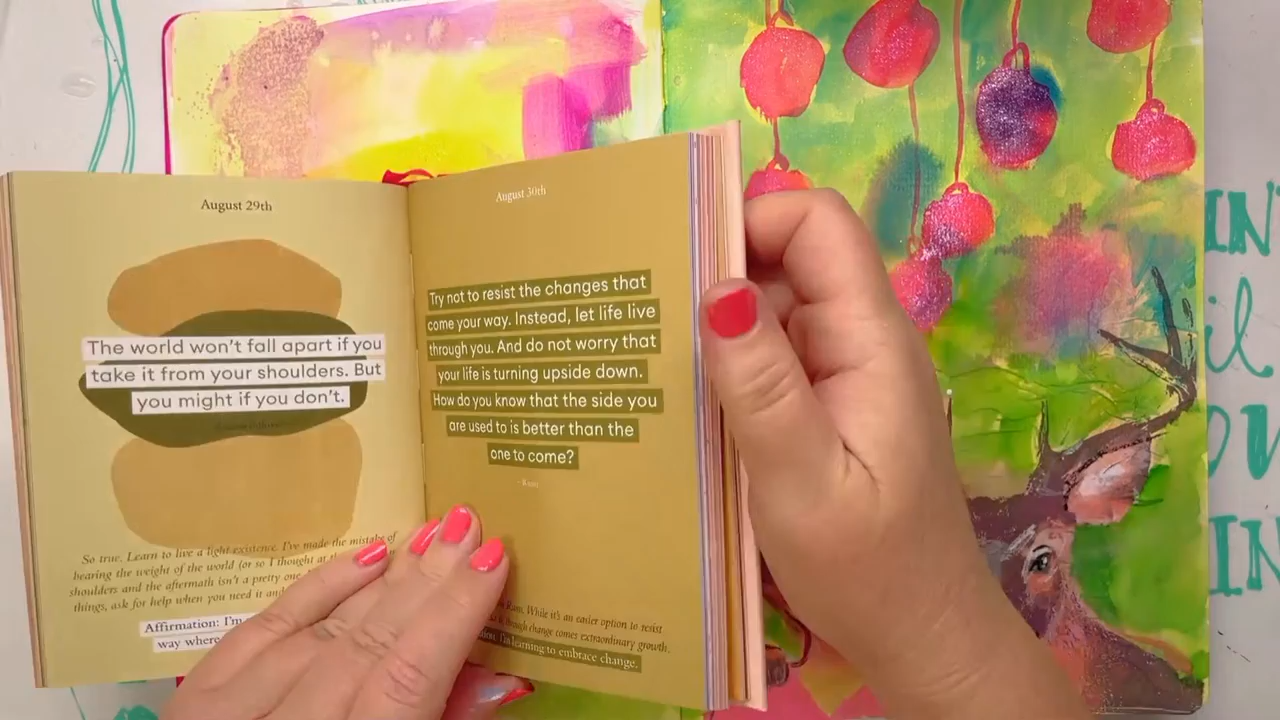 August 29th
The world won't fall apart if you
take it from your shoulders. But
you might if you don't.
So true. Learn to live a light existence. I've made the mistake of
bearing the weight of the world (or so I thought at
shoulders and the aftermath isn't a pretty one
things, ask for help when you need it and
Affirmation: I'm
way where
August 30th
Try not to resist the changes that
come your way. Instead, let life live
through you. And do not worry that
your life is turning upside down.
How do you know that the side you
are used to is better than the
one to come?
- Rumi
Rumi. While it's an easier option to resist
though change comes extraordinary growth.
I'm learning to embrace change.
IN
il
IN